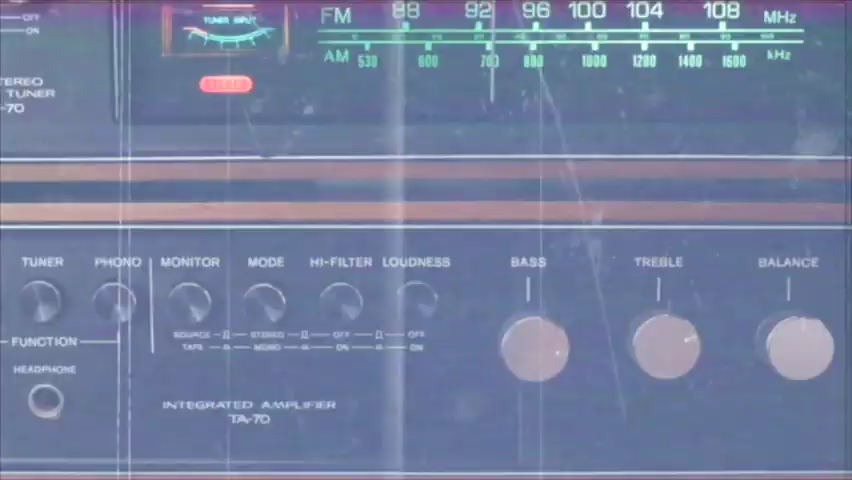 OFF
ON
TUNER INPUT
FM 88 92 96 100 104 108 MHz
AM 530 600 700 800 1000 1200 1400 1600 kHz
TEREO
TUNER
-70
TUNER PHONO MONITOR MODE HI-FILTER LOUDNESS BASS TREBLE BALANCE
SOURCE STEREO OFF OFF
TAPE MONO ON ON
FUNCTION
HEADPHONE
INTEGRATED AMPLIFIER
TA-70